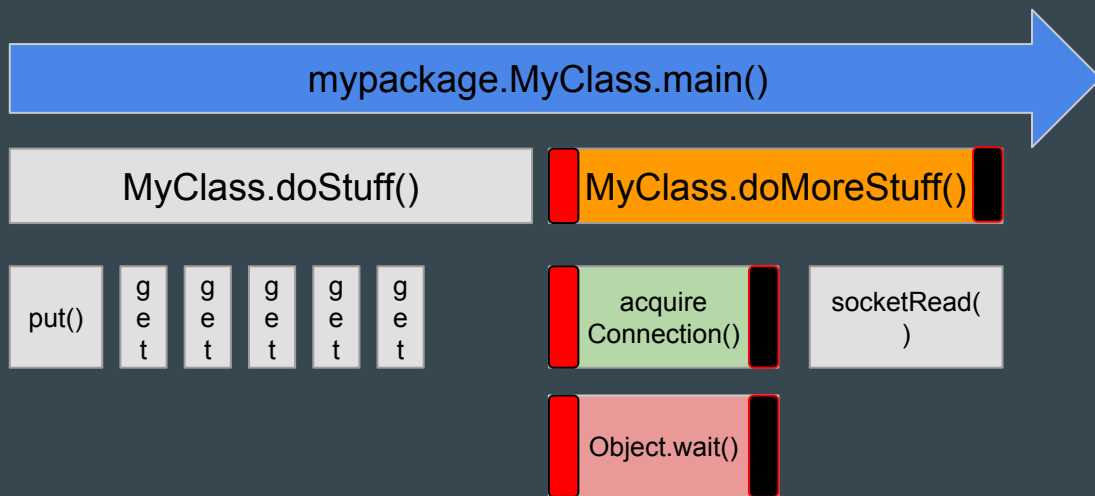 mypackage.MyClass.main()
MyClass.doStuff()
MyClass.doMoreStuff()
put()
g
e
t
g
e
t
g
e
t
g
e
t
g
e
t
acquire
Connection()
socketRead(
)
Object.wait()